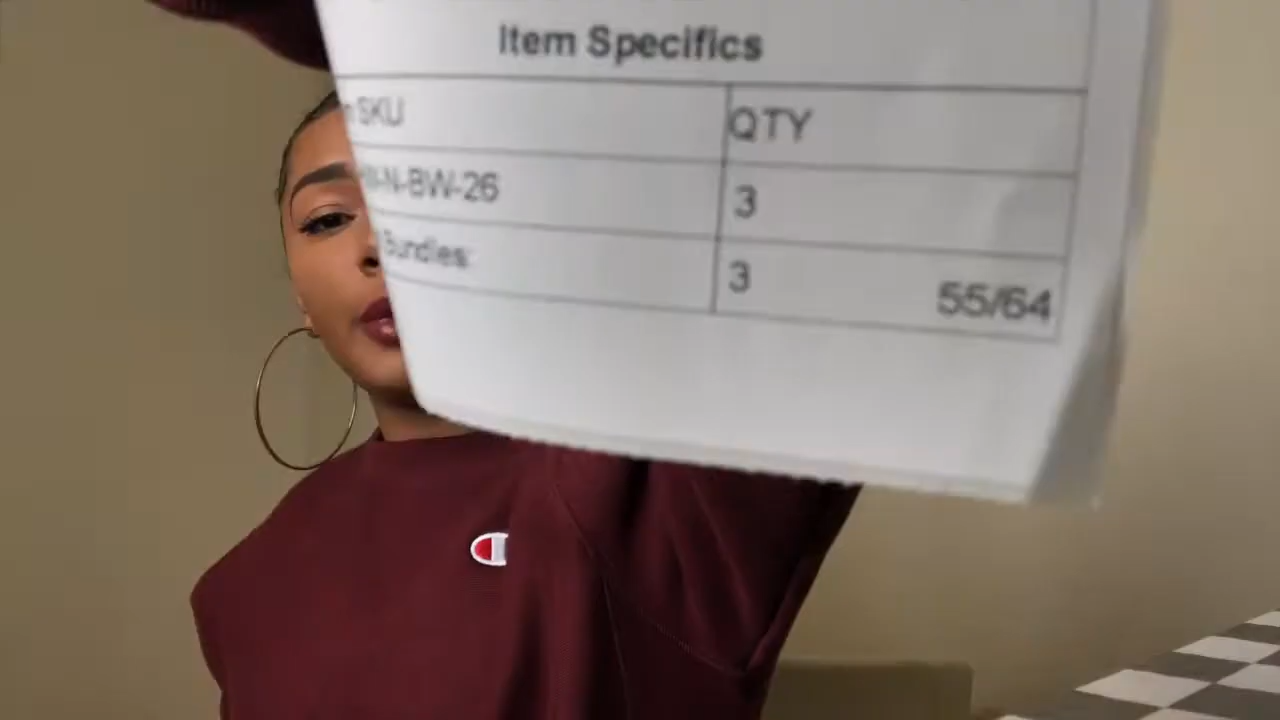 Item Specifics
SKU
QTY
N-BW-26
3
Bundles:
3
55/64